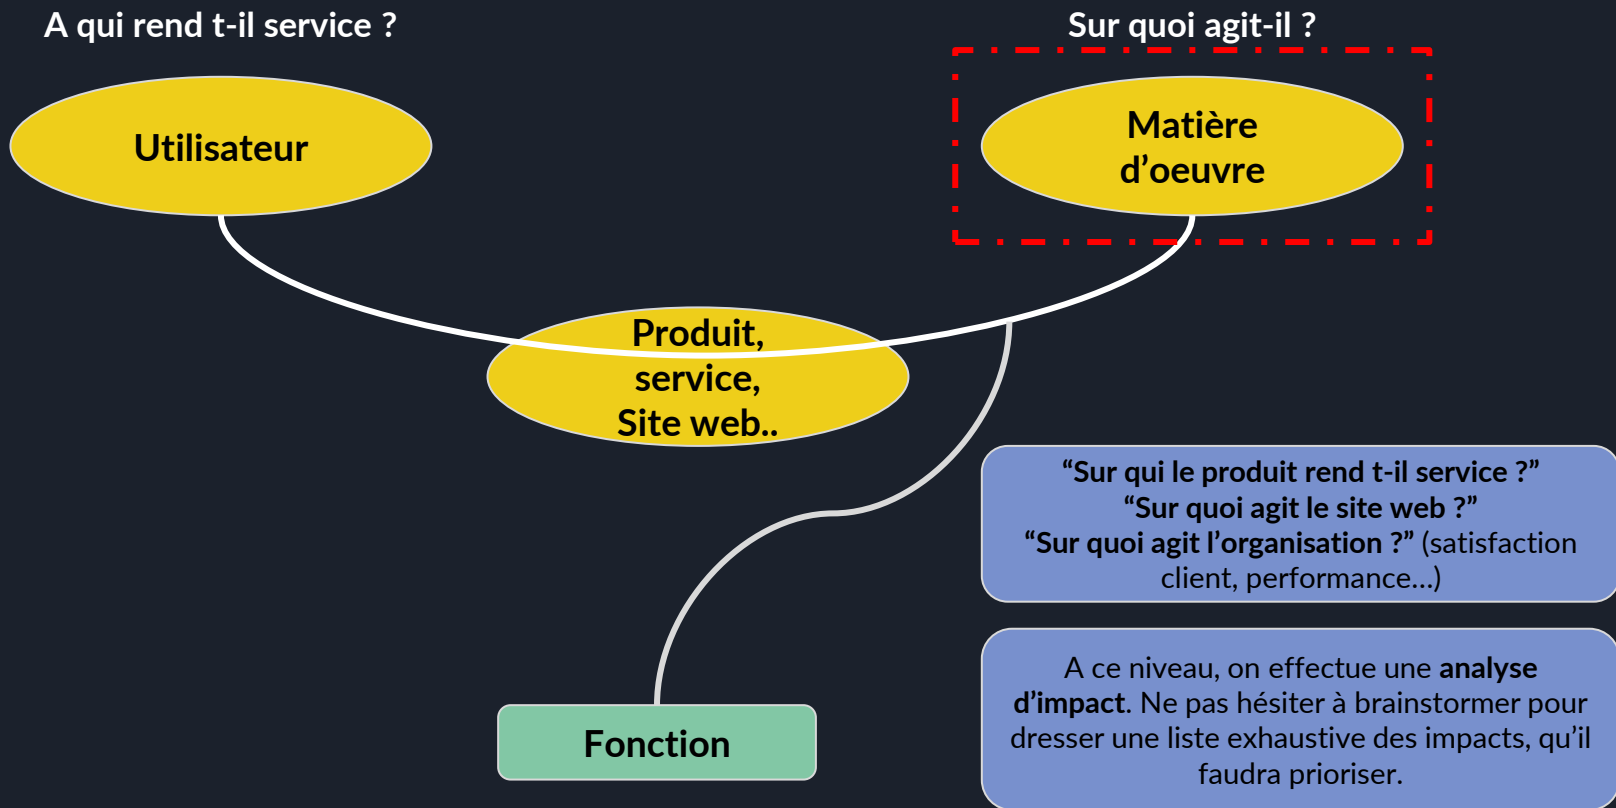 A qui rend t-il service ?
Sur quoi agit-il ?
Utilisateur
Matière
d’oeuvre
Produit,
service,
Site web..
“Sur qui le produit rend t-il service ?”
“Sur quoi agit le site web ?”
“Sur quoi agit l’organisation ?” (satisfaction
client, performance…)
A ce niveau, on effectue une analyse
d’impact. Ne pas hésiter à brainstormer pour
dresser une liste exhaustive des impacts, qu’il
faudra prioriser.
Fonction